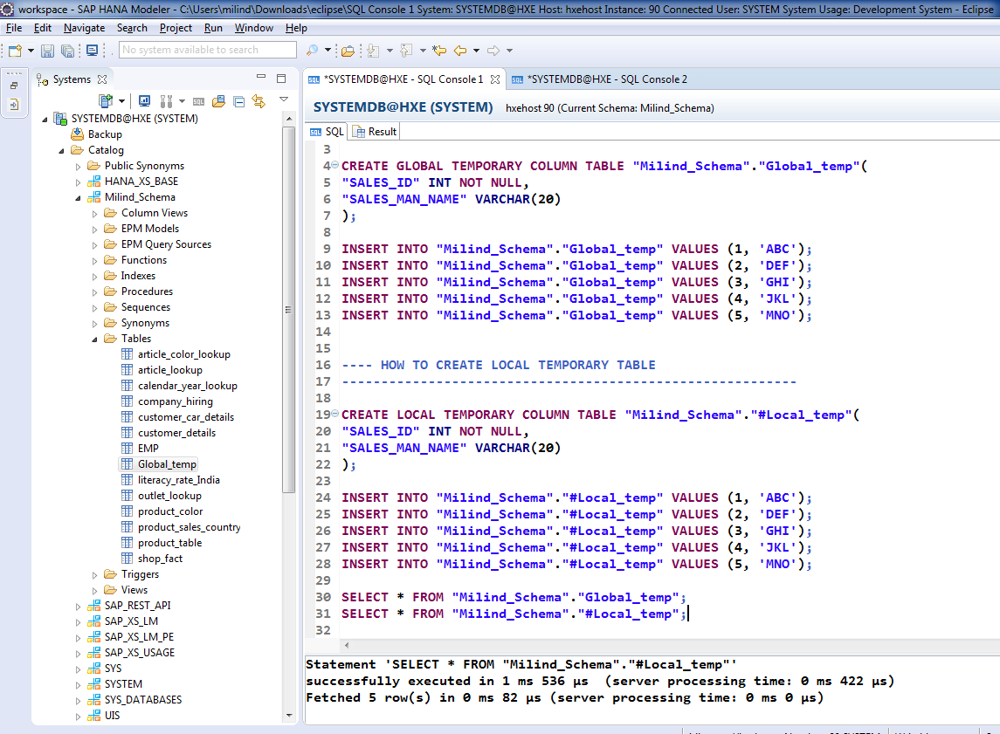 workspace - SAP HANA Modeler - C:\Users\milind\Downloads\eclipse\SQL Console 1 System: SYSTEMDB@HXE Host: hxehost Instance: 90 Connected User: SYSTEM System Usage: Development System - Eclipse
File Edit Navigate Search Project Run Window Help
No system available to search
Systems
*SYSTEMDB@HXE - SQL Console 1
*SYSTEMDB@HXE - SQL Console 2
SYSTEMDB@HXE (SYSTEM)
Backup
Catalog
Public Synonyms
HANA_XS_BASE
Milind_Schema
Column Views
EPM Models
EPM Query Sources
Functions
Indexes
Procedures
Sequences
Synonyms
Tables
article_color_lookup
article_lookup
calendar_year_lookup
company_hiring
customer_car_details
customer_details
EMP
Global_temp
literacy_rate_India
outlet_lookup
product_color
product_sales_country
product_table
shop_fact
Triggers
Views
SAP_REST_API
SAP_XS_LM
SAP_XS_LM_PE
SAP_XS_USAGE
SYS
SYSTEM
SYS_DATABASES
UIS
SYSTEMDB@HXE (SYSTEM) hxehost 90 (Current Schema: Milind_Schema)
SQL Result
3
4 CREATE GLOBAL TEMPORARY COLUMN TABLE "Milind_Schema"."Global_temp"(
5 "SALES_ID" INT NOT NULL,
6 "SALES_MAN_NAME" VARCHAR(20)
7 );
8
9 INSERT INTO "Milind_Schema"."Global_temp" VALUES (1, 'ABC');
10 INSERT INTO "Milind_Schema"."Global_temp" VALUES (2, 'DEF');
11 INSERT INTO "Milind_Schema"."Global_temp" VALUES (3, 'GHI');
12 INSERT INTO "Milind_Schema"."Global_temp" VALUES (4, 'JKL');
13 INSERT INTO "Milind_Schema"."Global_temp" VALUES (5, 'MNO');
14
15
16 ---- HOW TO CREATE LOCAL TEMPORARY TABLE
17 ----------------------------------------------------------
18
19 CREATE LOCAL TEMPORARY COLUMN TABLE "Milind_Schema"."#Local_temp"(
20 "SALES_ID" INT NOT NULL,
21 "SALES_MAN_NAME" VARCHAR(20)
22 );
23
24 INSERT INTO "Milind_Schema"."#Local_temp" VALUES (1, 'ABC');
25 INSERT INTO "Milind_Schema"."#Local_temp" VALUES (2, 'DEF');
26 INSERT INTO "Milind_Schema"."#Local_temp" VALUES (3, 'GHI');
27 INSERT INTO "Milind_Schema"."#Local_temp" VALUES (4, 'JKL');
28 INSERT INTO "Milind_Schema"."#Local_temp" VALUES (5, 'MNO');
29
30 SELECT * FROM "Milind_Schema"."Global_temp";
31 SELECT * FROM "Milind_Schema"."#Local_temp";
32
Statement 'SELECT * FROM "Milind_Schema"."#Local_temp"'
successfully executed in 1 ms 536 µs (server processing time: 0 ms 422 µs)
Fetched 5 row(s) in 0 ms 82 µs (server processing time: 0 ms 0 µs)